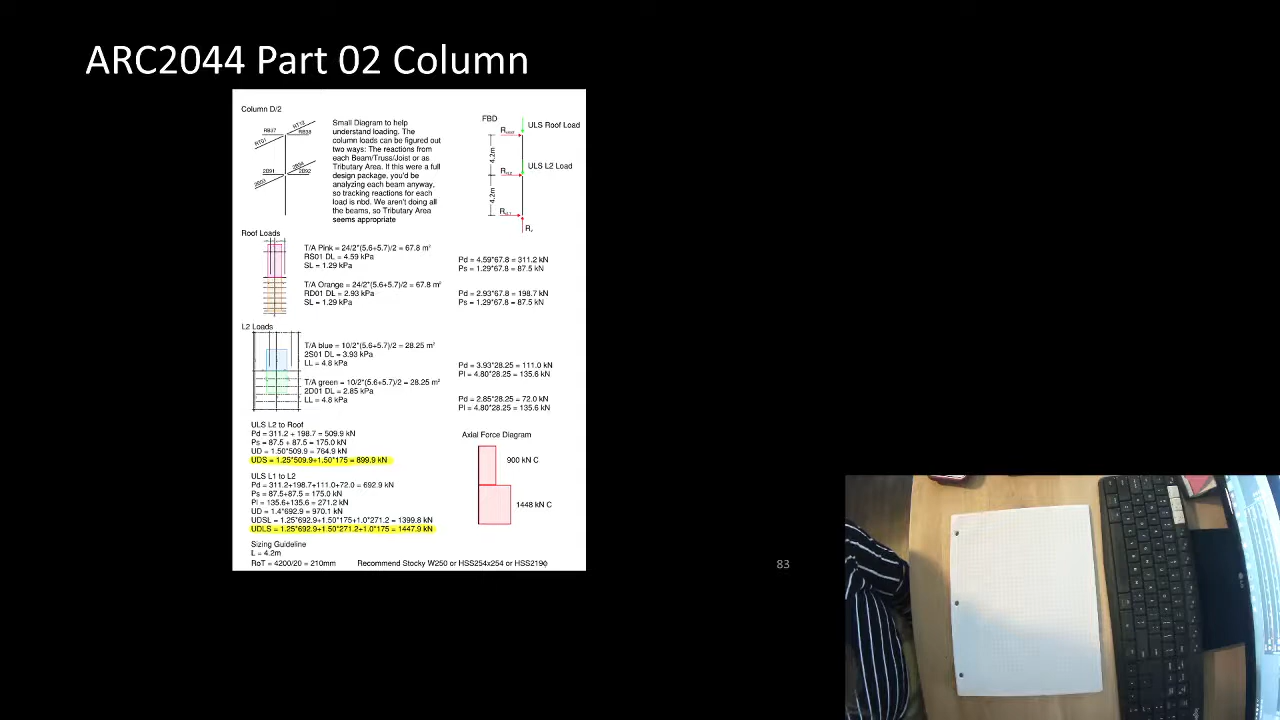 ARC2044 Part 02 Column
Column D/2
RB37
RT13
RB38
RT01
2B91
2B92
Small Diagram to help
understand loading. The
column loads can be figured out
two ways: The reactions from
each Beam/Truss/Joist or as
Tributary Area. If this were a full
design package, you'd be
analyzing each beam anyway,
so tracking reactions for each
load is nbd. We aren't doing all
the beams, so Tributary Area
seems appropriate
FBD
ULS Roof Load
4.2m
ULS L2 Load
4.2m
Roof Loads
T/A Pink = 24/2*(5.6+5.7)/2 = 67.8 m²
RS01 DL = 4.59 kPa
SL = 1.29 kPa
Pd = 4.59*67.8 = 311.2 kN
Ps = 1.29*67.8 = 87.5 kN
T/A Orange = 24/2*(5.6+5.7)/2 = 67.8 m²
RD01 DL = 2.93 kPa
SL = 1.29 kPa
Pd = 2.93*67.8 = 198.7 kN
Ps = 1.29*67.8 = 87.5 kN
L2 Loads
T/A blue = 10/2*(5.6+5.7)/2 = 28.25 m²
2S01 DL = 3.93 kPa
LL = 4.8 kPa
Pd = 3.93*28.25 = 111.0 kN
Pl = 4.80*28.25 = 135.6 kN
T/A green = 10/2*(5.6+5.7)/2 = 28.25 m²
2D01 DL = 2.85 kPa
LL = 4.8 kPa
Pd = 2.85*28.25 = 72.0 kN
Pl = 4.80*28.25 = 135.6 kN
ULS L2 to Roof
Pd = 311.2 + 198.7 = 509.9 kN
Ps = 87.5 + 87.5 = 175.0 kN
UD = 1.50*509.9 = 764.9 kN
UDS = 1.25*509.9+1.50*175 = 899.9 kN
ULS L1 to L2
Pd = 311.2+198.7+111.0+72.0 = 692.9 kN
Ps = 87.5+87.5 = 175.0 kN
Pl = 135.6+135.6 = 271.2 kN
UD = 1.4*692.9 = 970.1 kN
UDSL = 1.25*692.9+1.50*175+1.0*271.2 = 1399.8 kN
UDLS = 1.25*692.9+1.50*271.2+1.0*175 = 1447.9 kN
Axial Force Diagram
900 kN C
1448 kN C
Sizing Guideline
L = 4.2m
RoT = 4200/20 = 210mm
Recommend Stocky W250 or HSS254x254 or HSS219ϕ
83